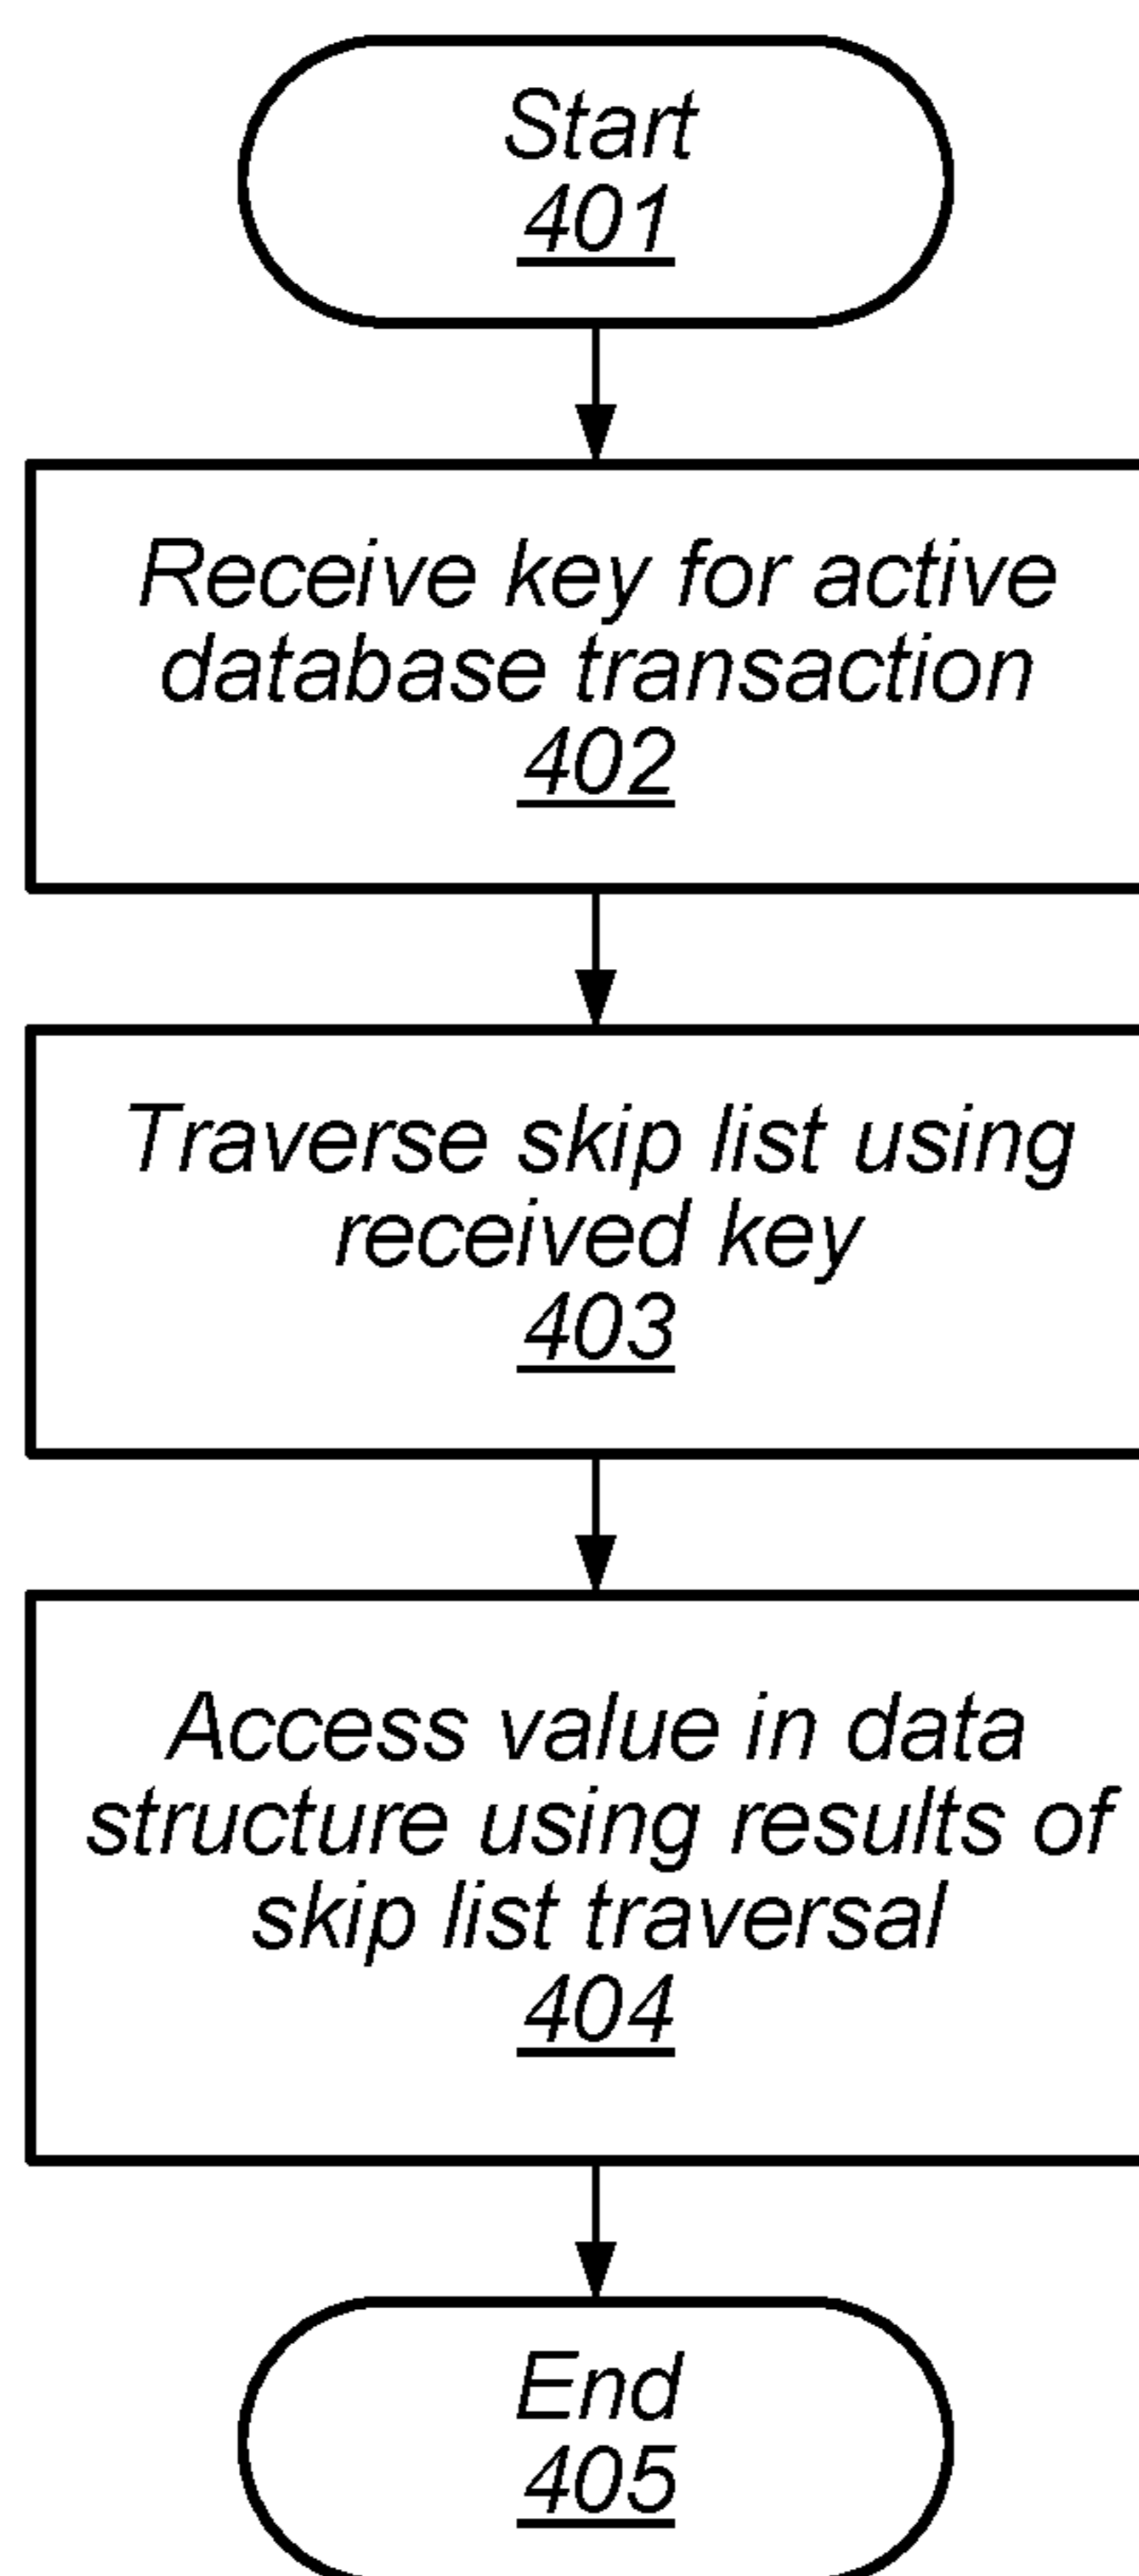 Start
401
Receive key for active
database transaction
402
Traverse skip list using
received key
403
Access value in data
structure using results of
skip list traversal
404
End
405